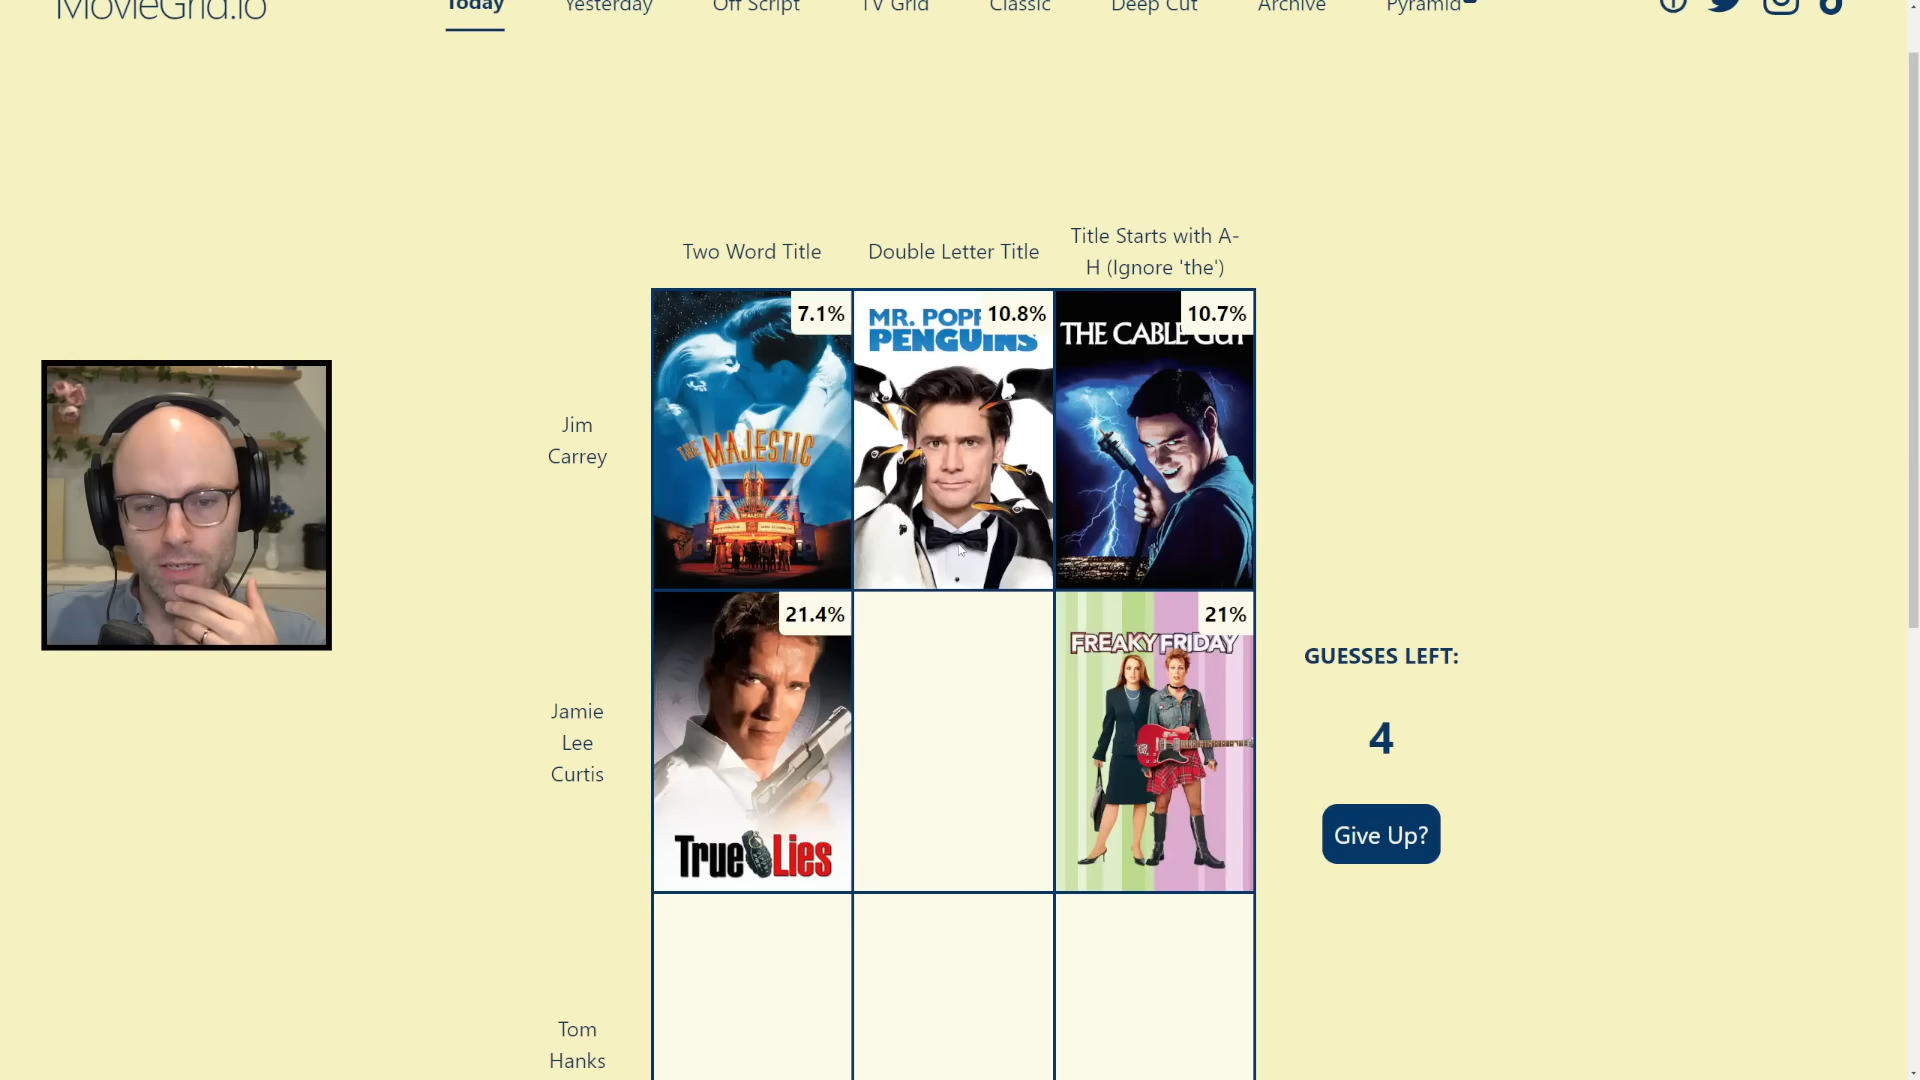 MovieGrid.io
Today
Yesterday
Off Script
TV Grid
Classic
Deep Cut
Archive
Pyramid
Two Word Title
Double Letter Title
Title Starts with A-
H (Ignore 'the')
Jim
Carrey
7.1%
THE MAJESTIC
10.8%
MR. POPP
PENGUINS
10.7%
THE CABLE GUY
Jamie
Lee
Curtis
21.4%
True Lies
21%
FREAKY FRIDAY
GUESSES LEFT:
4
Give Up?
Tom
Hanks